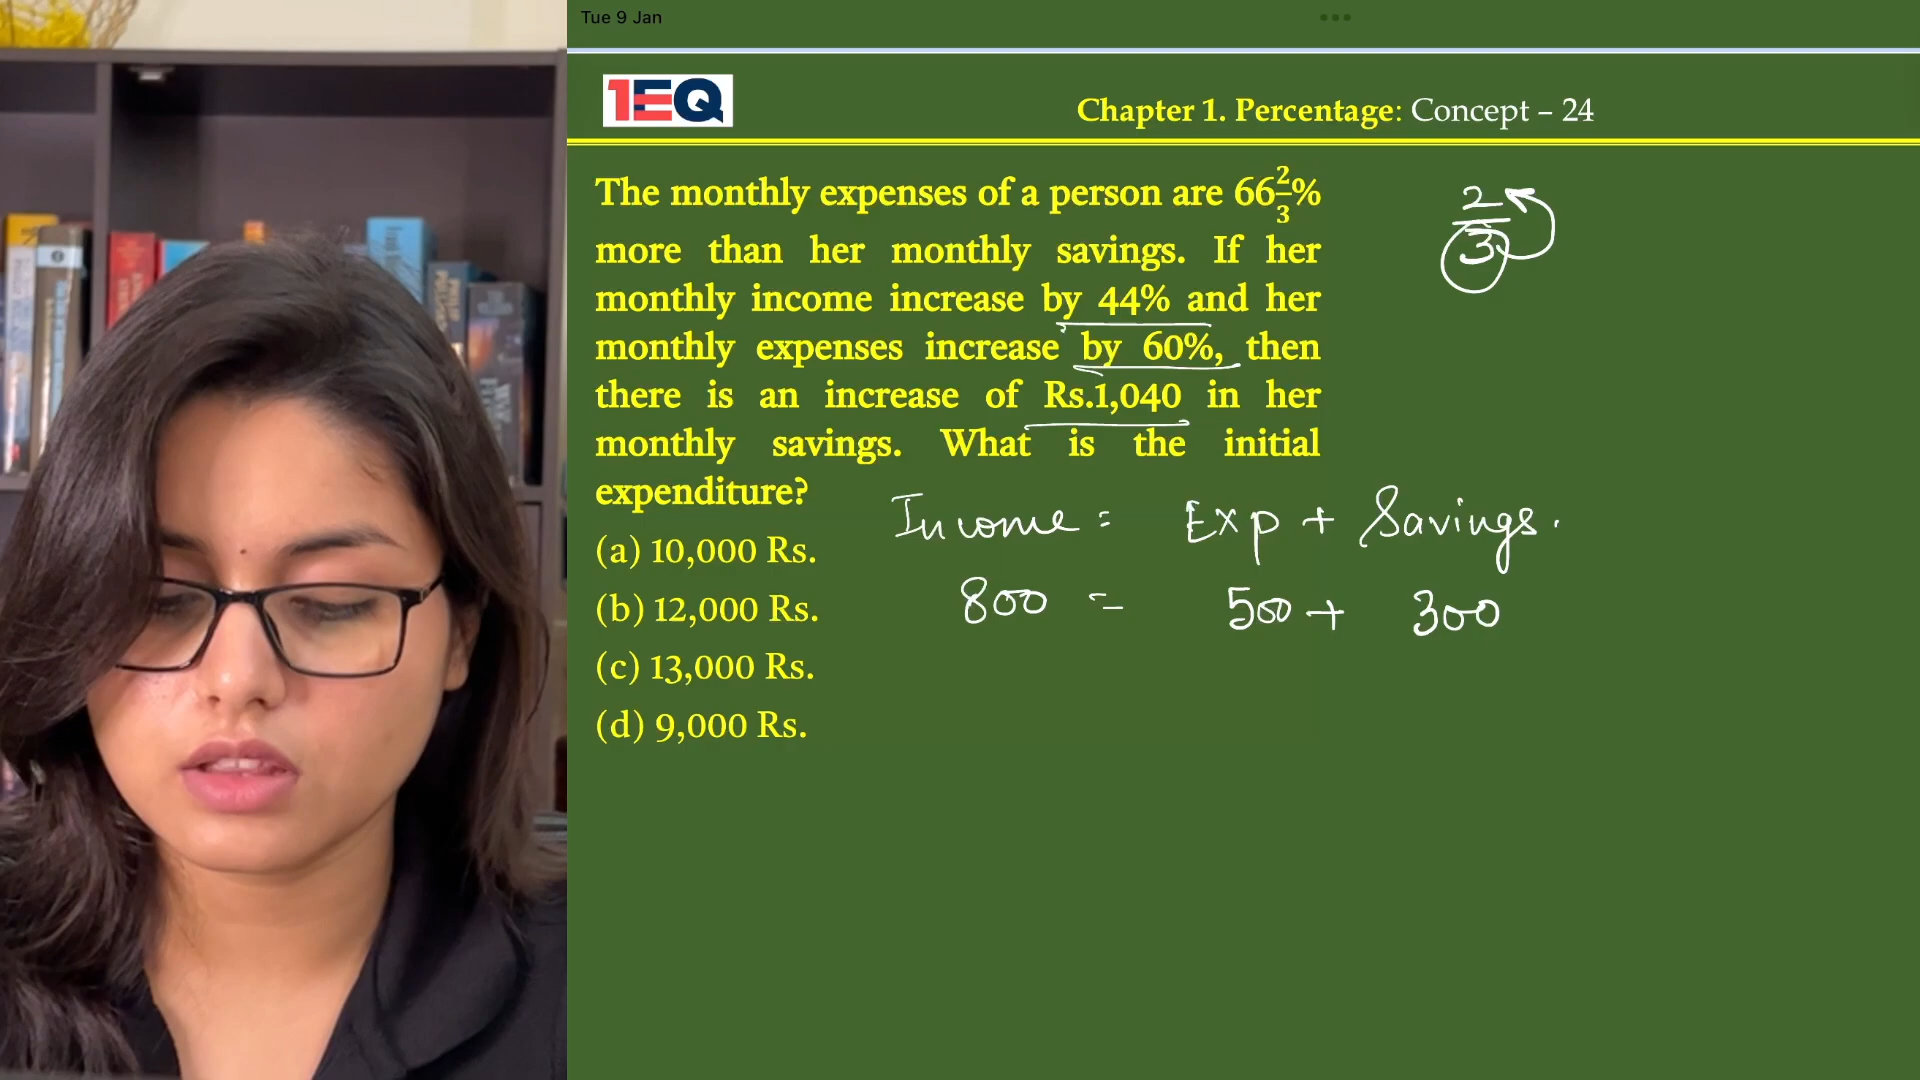 Tue 9 Jan
1EQ
Chapter 1. Percentage: Concept – 24
The monthly expenses of a person are 66 2/3%
more than her monthly savings. If her
monthly income increase by 44% and her
monthly expenses increase by 60%, then
there is an increase of Rs.1,040 in her
monthly savings. What is the initial
expenditure?
(a) 10,000 Rs.
(b) 12,000 Rs.
(c) 13,000 Rs.
(d) 9,000 Rs.
2/3
Income = Exp + Savings.
800 = 500 + 300